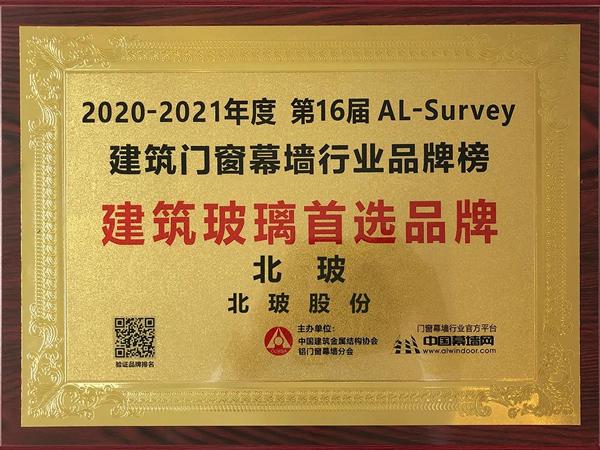 2020-2021年度 第16届 AL-Survey
建筑门窗幕墙行业品牌榜
建筑玻璃首选品牌
北 玻
北 玻 股 份
验证品牌排名
主办单位:
中国建筑金属结构协会
铝门窗幕墙分会
门窗幕墙行业官方平台
中国幕墙网
www.alwindoor.com